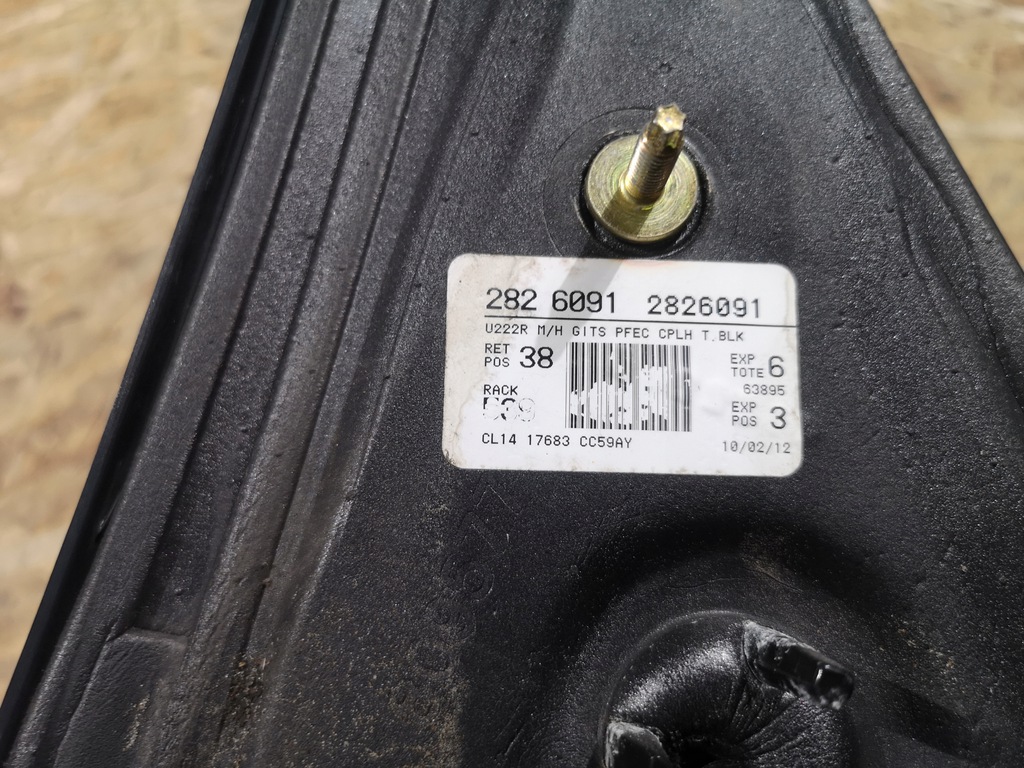 282 6091 2826091
U222R M/H GITS PFEC CPLH T.BLK
RET POS 38
EXP TOTE 6
63895
RACK
EXP POS 3
CL14 17683 CC59AY
10/02/12